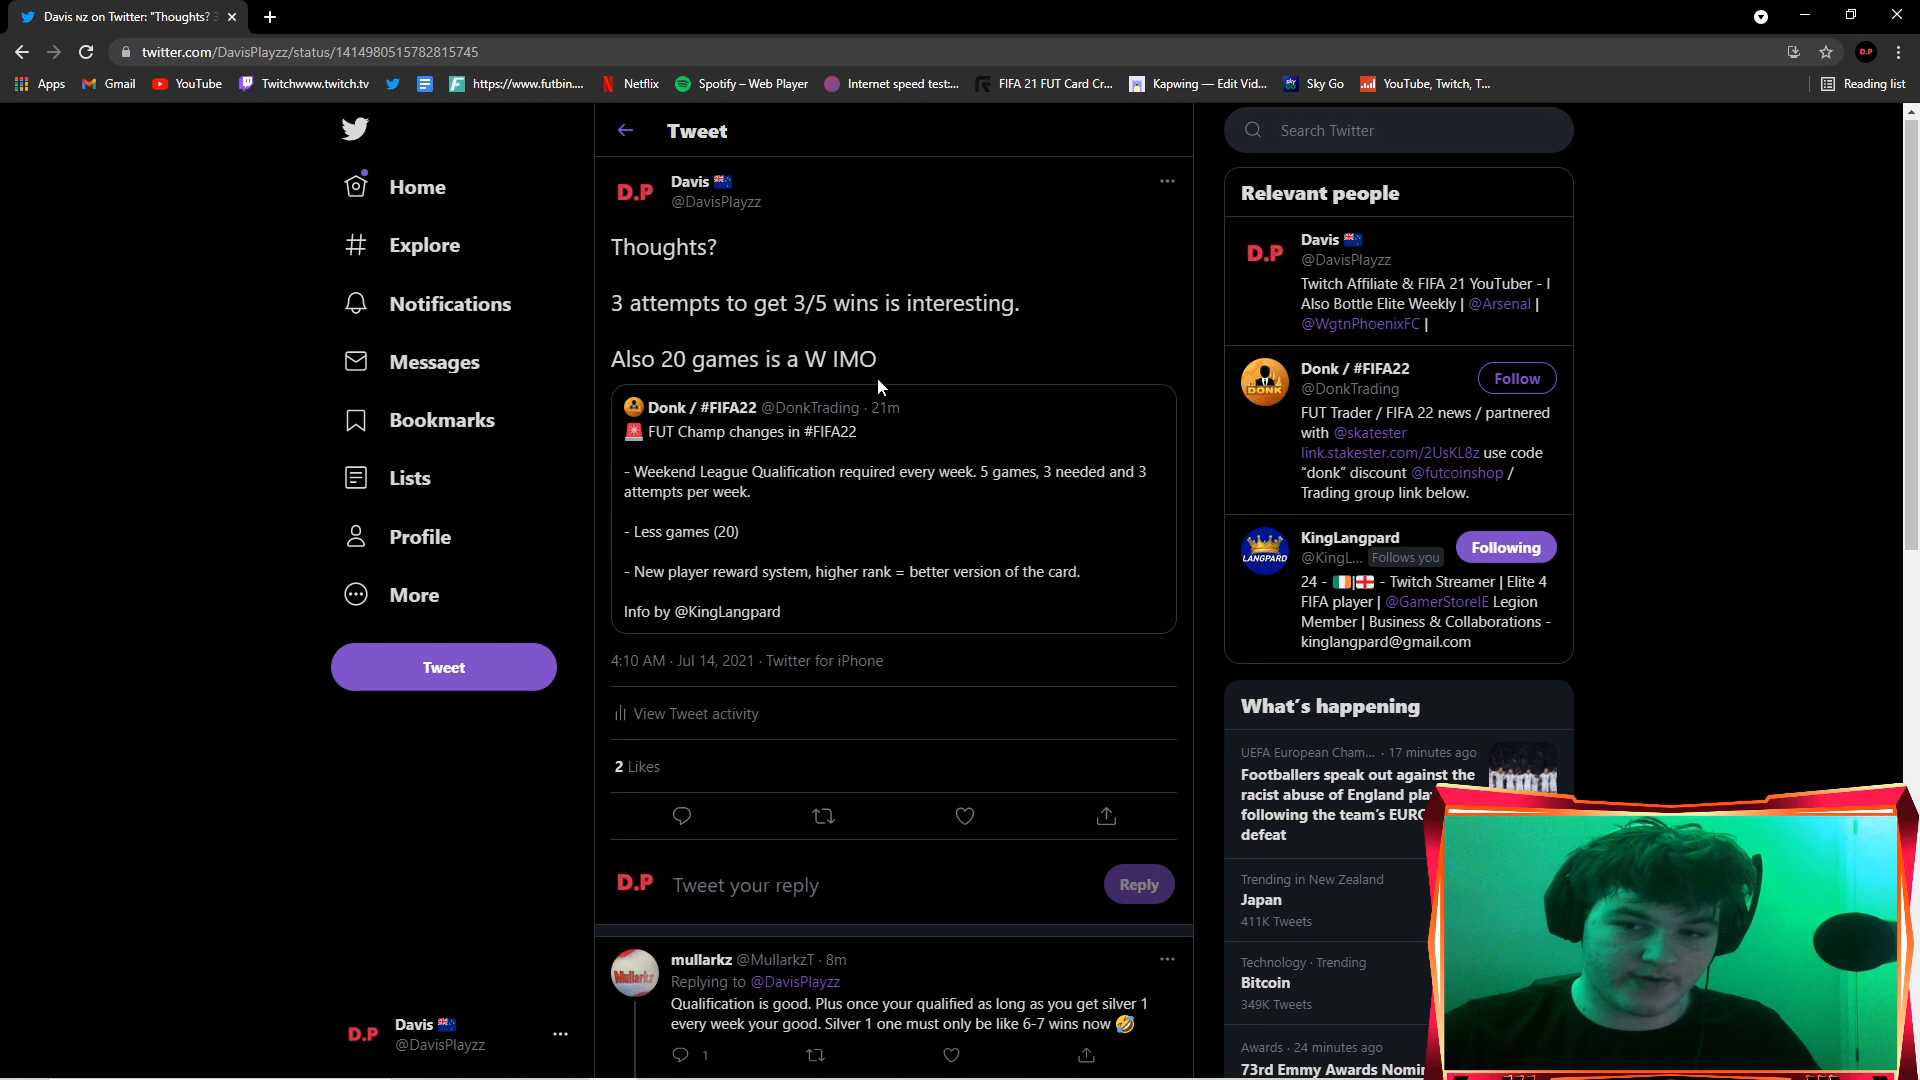 Davis NZ on Twitter: "Thoughts? 3
twitter.com/DavisPlayzz/status/1414980515782815745
D.P
Apps
Gmail
YouTube
Twitchwww.twitch.tv
https://www.futbin....
Netflix
Spotify – Web Player
Internet speed test:...
FIFA 21 FUT Card Cr...
Kapwing — Edit Vid...
sky
Sky Go
YouTube, Twitch, T...
Reading list
Home
Explore
Notifications
Messages
Bookmarks
Lists
Profile
More
Tweet
D.P
Davis
@DavisPlayzz
Tweet
D.P
Davis
@DavisPlayzz
Thoughts?
3 attempts to get 3/5 wins is interesting.
Also 20 games is a W IMO
Donk / #FIFA22 @DonkTrading · 21m
FUT Champ changes in #FIFA22
- Weekend League Qualification required every week. 5 games, 3 needed and 3
attempts per week.
- Less games (20)
- New player reward system, higher rank = better version of the card.
Info by @KingLangpard
4:10 AM · Jul 14, 2021 · Twitter for iPhone
View Tweet activity
2 Likes
D.P
Tweet your reply
Reply
Mullarkz
mullarkz @MullarkzT · 8m
Replying to @DavisPlayzz
Qualification is good. Plus once your qualified as long as you get silver 1
every week your good. Silver 1 one must only be like 6-7 wins now 🤣
1
Search Twitter
Relevant people
D.P
Davis
@DavisPlayzz
Twitch Affiliate & FIFA 21 YouTuber - I
Also Bottle Elite Weekly | @Arsenal |
@WgtnPhoenixFC |
DONK
Donk / #FIFA22
@DonkTrading
Follow
FUT Trader / FIFA 22 news / partnered
with @skatester
link.stakester.com/2UsKL8z use code
“donk” discount @futcoinshop /
Trading group link below.
LANGPARD
KingLangpard
@KingL... Follows you
Following
24 - 🇮🇪|🏴󠁧󠁢󠁥󠁮󠁧󠁿 - Twitch Streamer | Elite 4
FIFA player | @GamerStoreIE Legion
Member | Business & Collaborations -
kinglangpard@gmail.com
What's happening
UEFA European Cham... · 17 minutes ago
Footballers speak out against the
racist abuse of England pla
following the team's EURC
defeat
Trending in New Zealand
Japan
411K Tweets
Technology · Trending
Bitcoin
349K Tweets
Awards · 24 minutes ago
73rd Emmy Awards Nomin